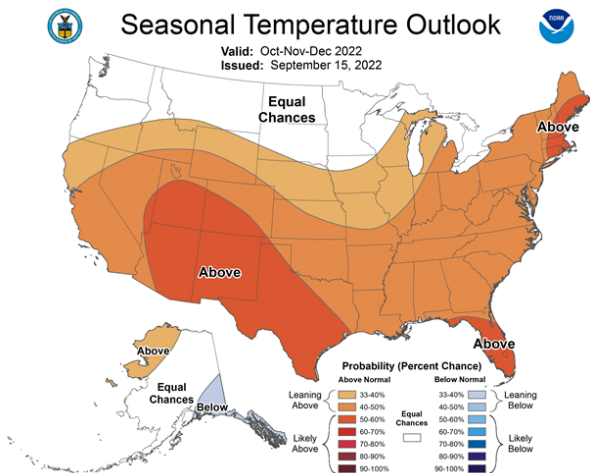 Seasonal Temperature Outlook
NOAA
Valid: Oct-Nov-Dec 2022
Issued: September 15, 2022
Equal
Chances
Above
Above
Above
Above
Equal
Chances
Below
Probability (Percent Chance)
Above Normal
Below Normal
Leaning
Above
33-40%
40-50%
33-40%
40-50%
Leaning
Below
Equal
Chances
Likely
Above
50-60%
60-70%
70-80%
80-90%
90-100%
50-60%
60-70%
70-80%
80-90%
90-100%
Likely
Below